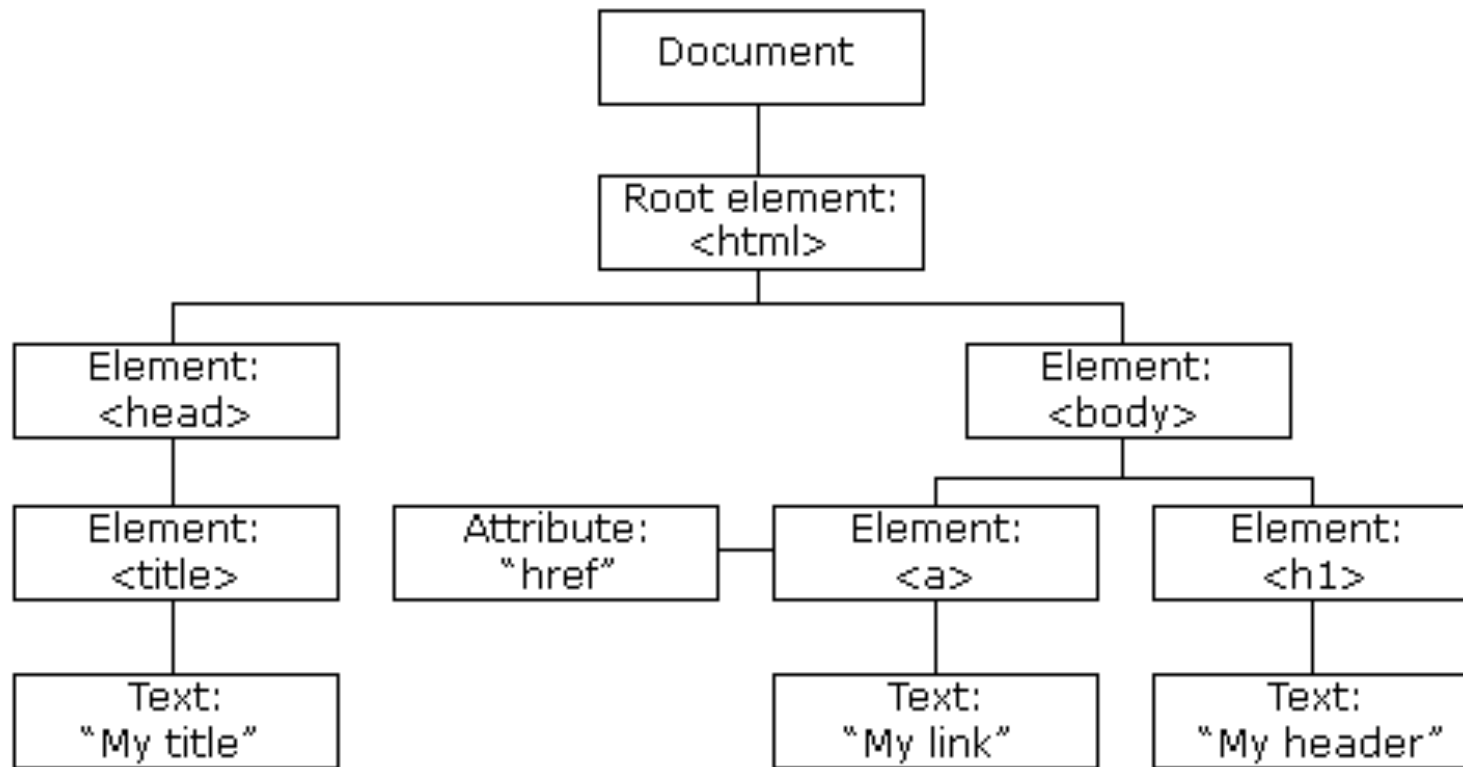 Document
Root element:
<html>
Element:
<head>
Element:
<body>
Element:
<title>
Attribute:
“href”
Element:
<a>
Element:
<h1>
Text:
“My title”
Text:
“My link”
Text:
“My header”